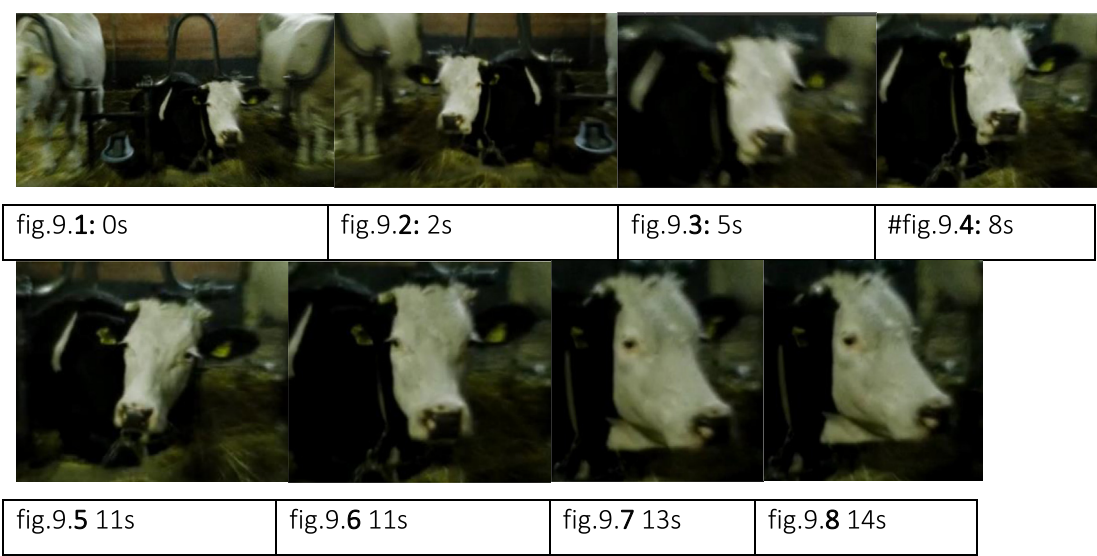 fig.9.1: 0s
fig.9.2: 2s
fig.9.3: 5s
#fig.9.4: 8s
fig.9.5 11s
fig.9.6 11s
fig.9.7 13s
fig.9.8 14s